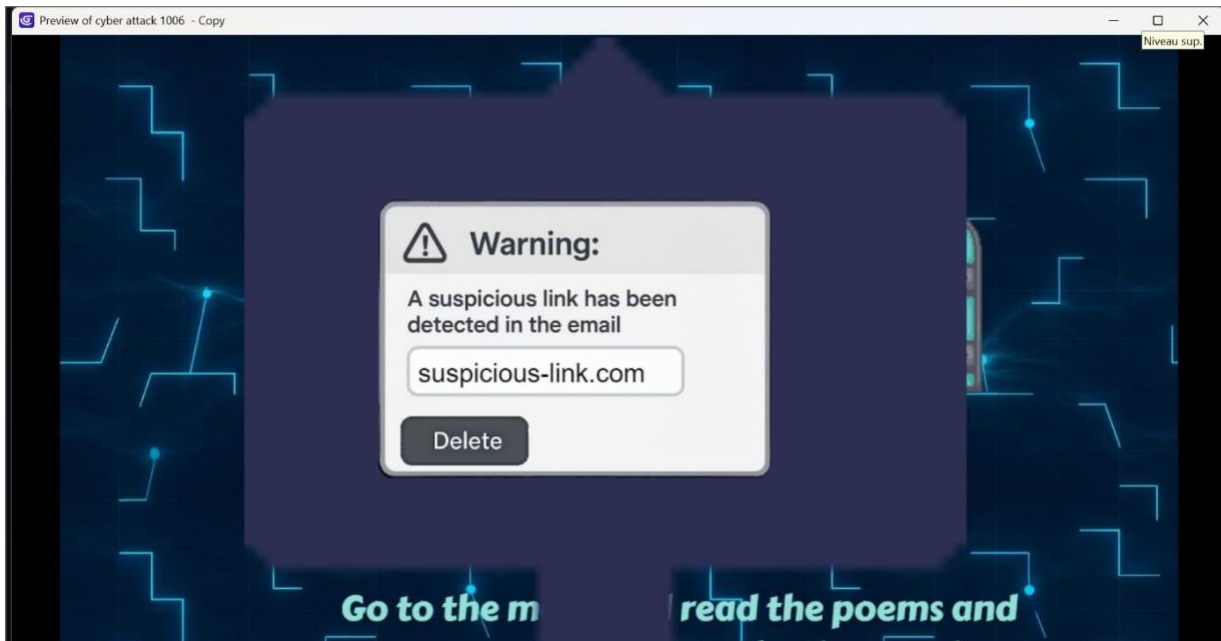 Preview of cyber attack 1006 - Copy
Niveau sup.
Warning:
A suspicious link has been
detected in the email
suspicious-link.com
Delete
Go to the m read the poems and